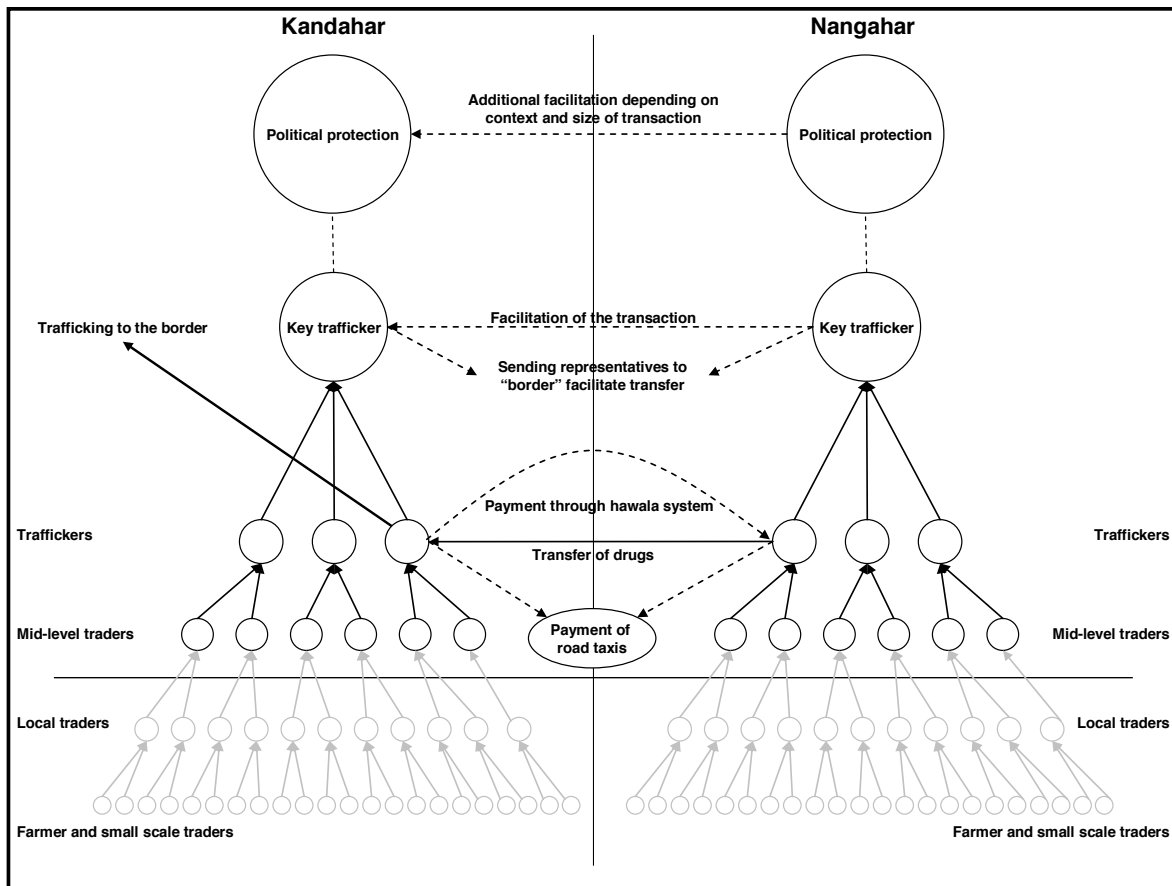 Kandahar
Nangahar
Additional facilitation depending on
context and size of transaction
Political protection
Political protection
Trafficking to the border
Key trafficker
Facilitation of the transaction
Key trafficker
Sending representatives to
“border” facilitate transfer
Payment through hawala system
Traffickers
Traffickers
Transfer of drugs
Mid-level traders
Payment of
road taxis
Mid-level traders
Local traders
Local traders
Farmer and small scale traders
Farmer and small scale traders